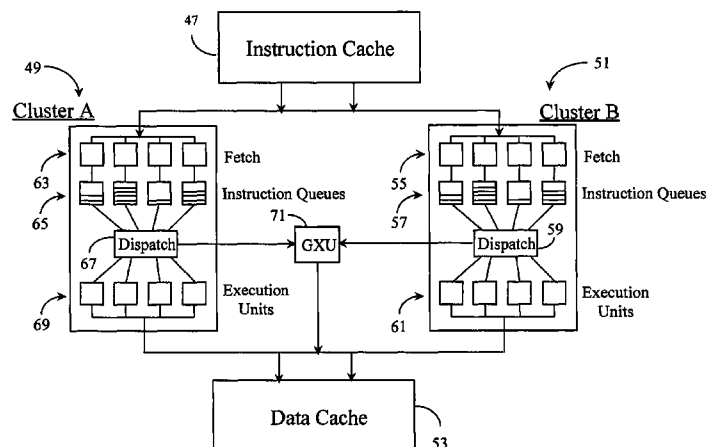 47
Instruction Cache
49
51
Cluster A
Cluster B
63
Fetch
55
Fetch
65
Instruction Queues
57
Instruction Queues
71
67
Dispatch
GXU
Dispatch
59
69
Execution
Units
61
Execution
Units
Data Cache
53